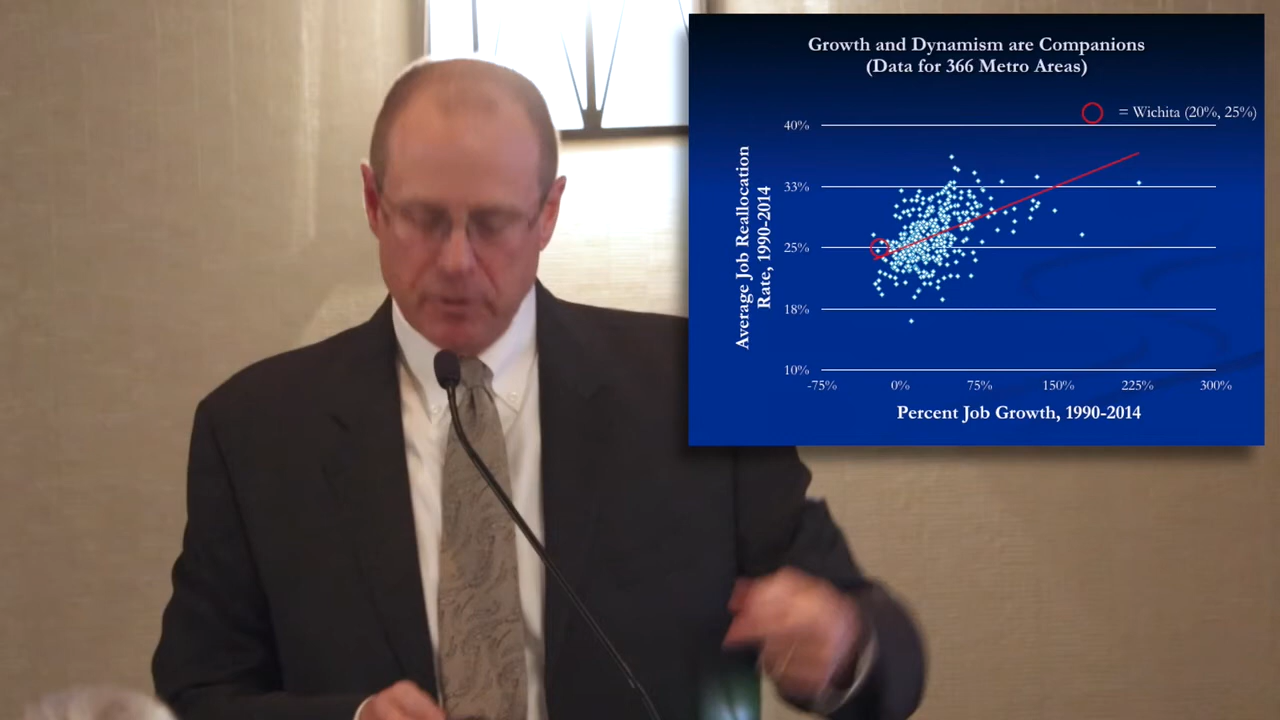 Growth and Dynamism are Companions
(Data for 366 Metro Areas)
= Wichita (20%, 25%)
40%
33%
25%
18%
10%
-75%
0%
75%
150%
225%
300%
Average Job Reallocation
Rate, 1990-2014
Percent Job Growth, 1990-2014